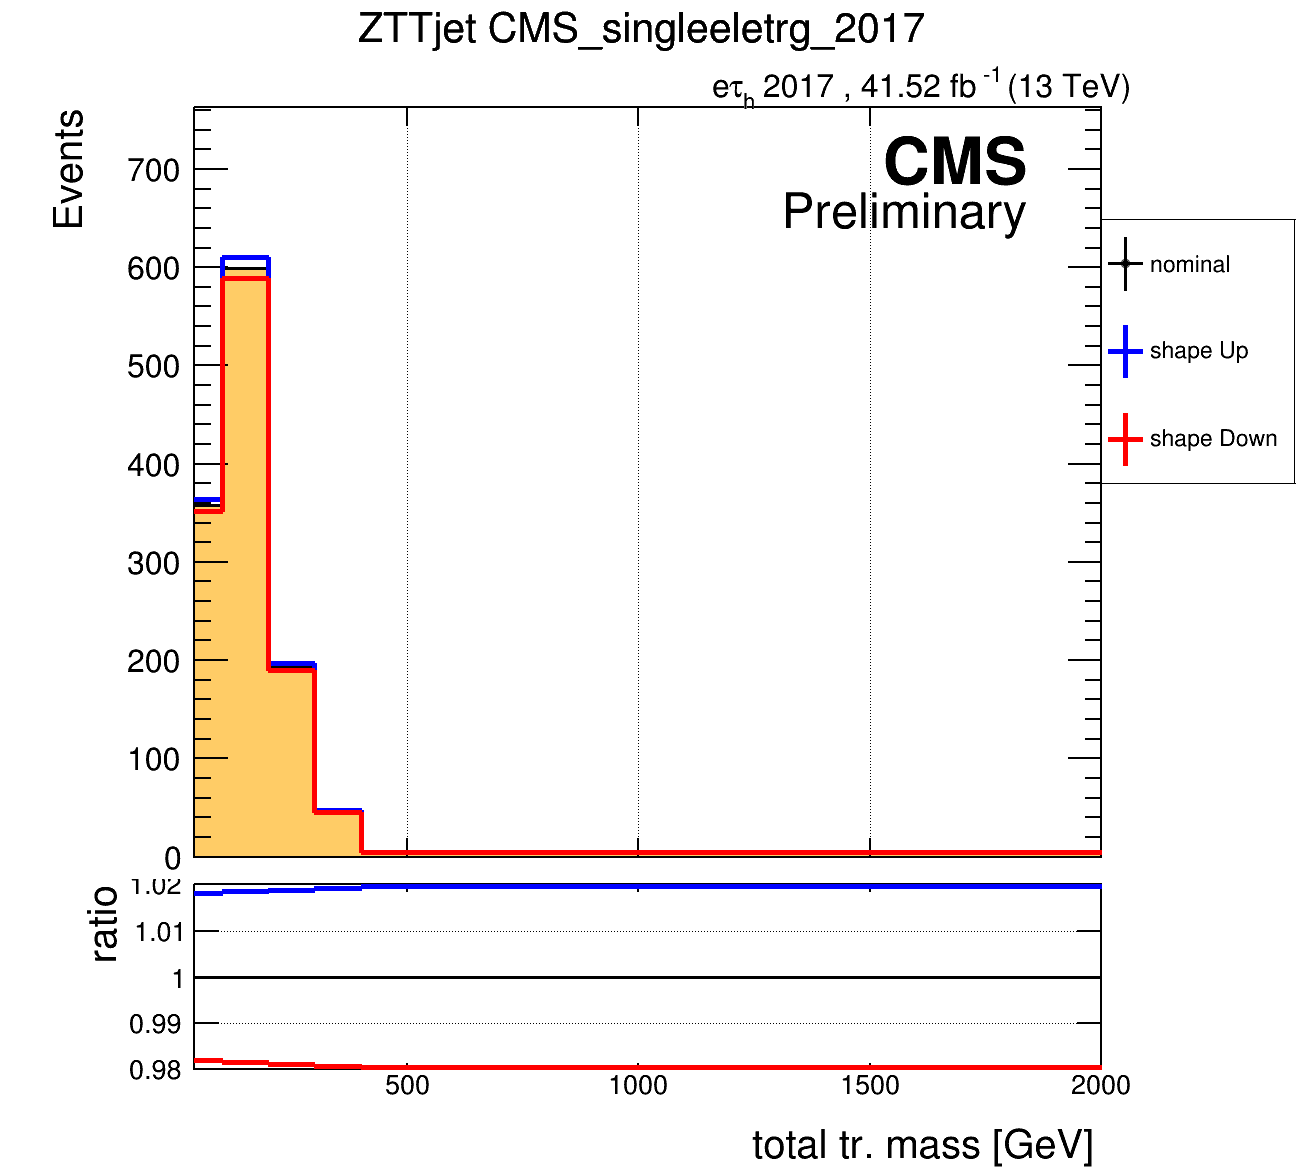 ZTTjet CMS_singleeletrg_2017
eτh 2017 , 41.52 fb -1 (13 TeV)
Events
CMS
Preliminary
700
600
500
400
300
200
100
0
nominal
shape Up
shape Down
ratio
1.02
1.01
1
0.99
0.98
500 1000 1500 2000
total tr. mass [GeV]